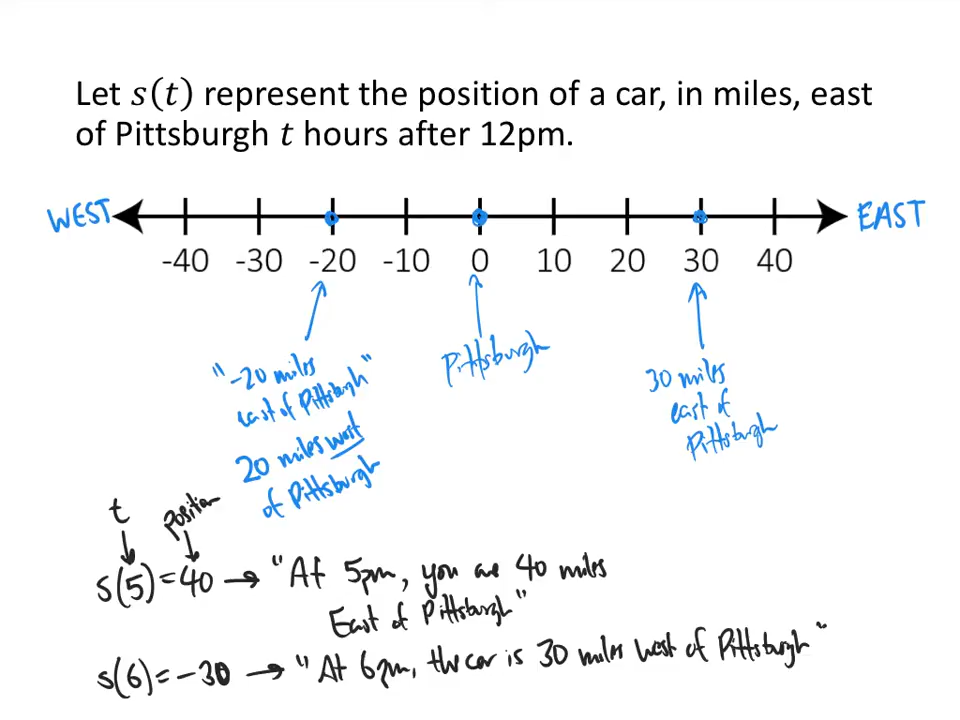 Let s(t) represent the position of a car, in miles, east
of Pittsburgh t hours after 12pm.
WEST EAST
-40 -30 -20 -10 0 10 20 30 40
"-20 miles
east of Pittsburgh"
20 miles west
of Pittsburgh
Pittsburgh
30 miles
east of
Pittsburgh
t position
s(5)=40 → "At 5pm, you are 40 miles
East of Pittsburgh"
s(6)=-30 → "At 6pm, the car is 30 miles west of Pittsburgh"